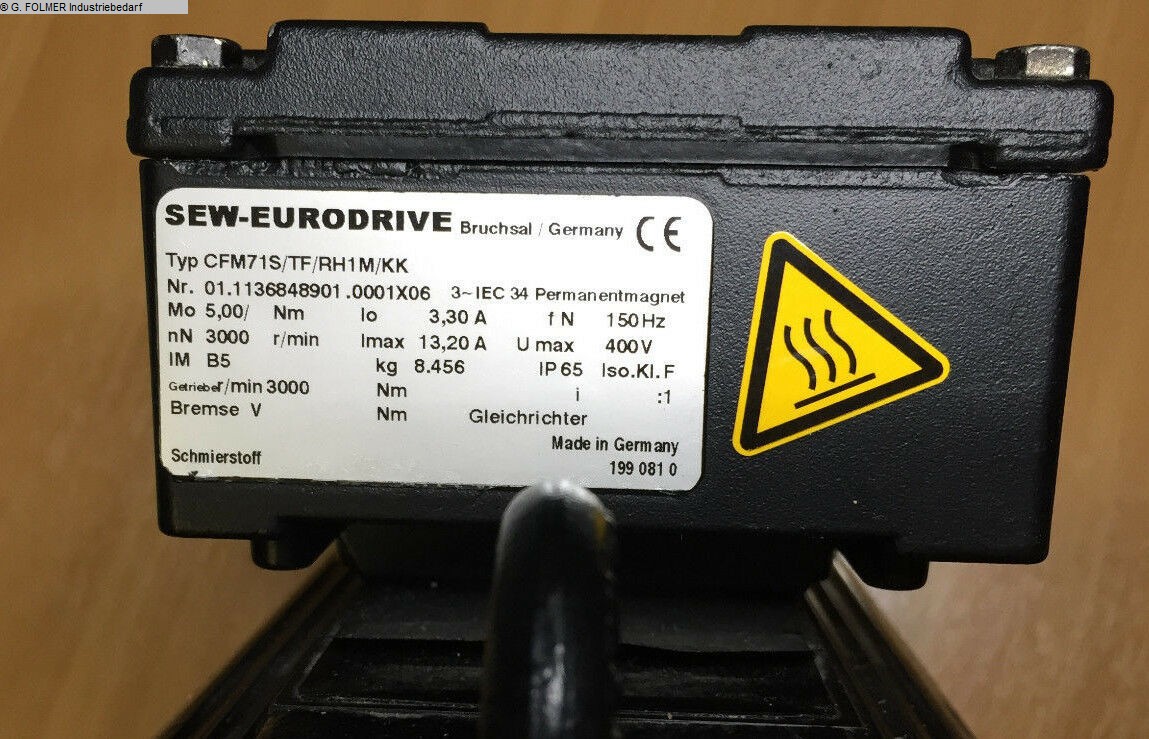 ® G. FOLMER Industriebedarf
SEW-EURODRIVE Bruchsal / Germany CE
Typ CFM71S/TF/RH1M/KK
Nr. 01.1136848901.0001X06 3~IEC 34 Permanentmagnet
Mo 5,00/ Nm Io 3,30 A f N 150 Hz
nN 3000 r/min Imax 13,20 A U max 400 V
IM B5 kg 8.456 IP 65 Iso.Kl. F
Getriebe r/min 3000 Nm i :1
Bremse V Nm Gleichrichter
Made in Germany
Schmierstoff 199 081 0